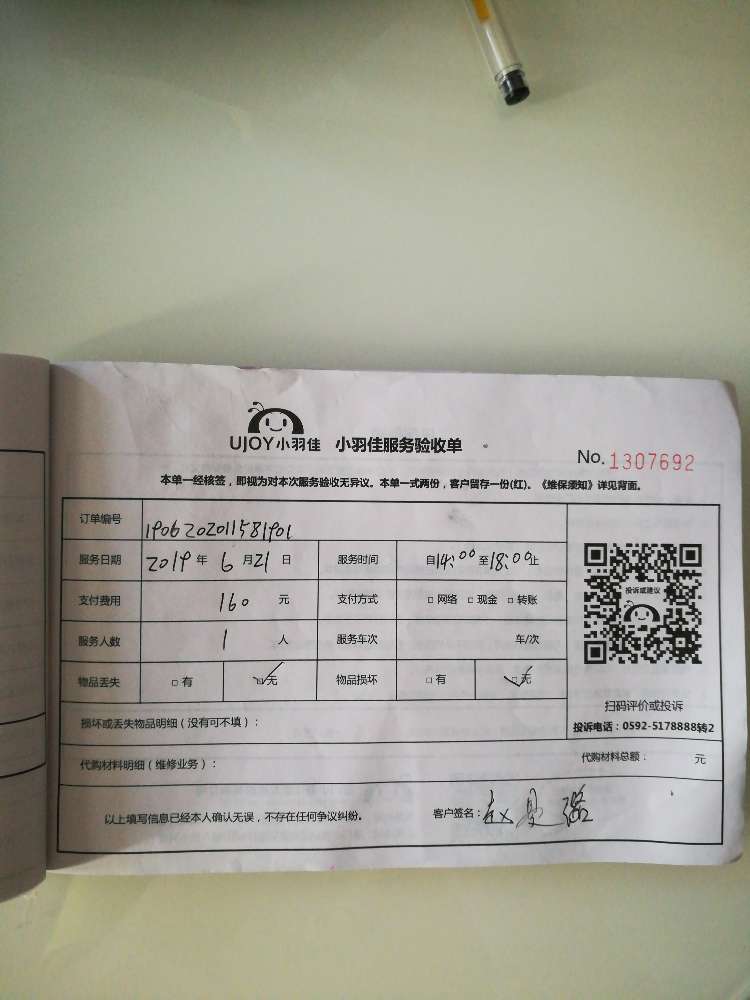 UJOY小羽佳 小羽佳服务验收单
No. 1307692
本单一经核签，即视为对本次服务验收无异议。本单一式两份，客户留存一份(红)。《维保须知》详见背面。
订单编号 1906202011581901
服务日期 2019 年 6 月 21 日 服务时间 自14:00至18:00止
投诉或建议
支付费用 160 元 支付方式 □ 网络 □ 现金 □ 转账
服务人数 1 人 服务车次 车/次
物品丢失 □ 有 ☑ 无 物品损坏 □ 有 ☑ 无
扫码评价或投诉
损坏或丢失物品明细（没有可不填）：
投诉电话：0592-5178888转2
代购材料明细（维修业务）： 代购材料总额： 元
以上填写信息已经本人确认无误，不存在任何争议纠纷。 客户签名：赵